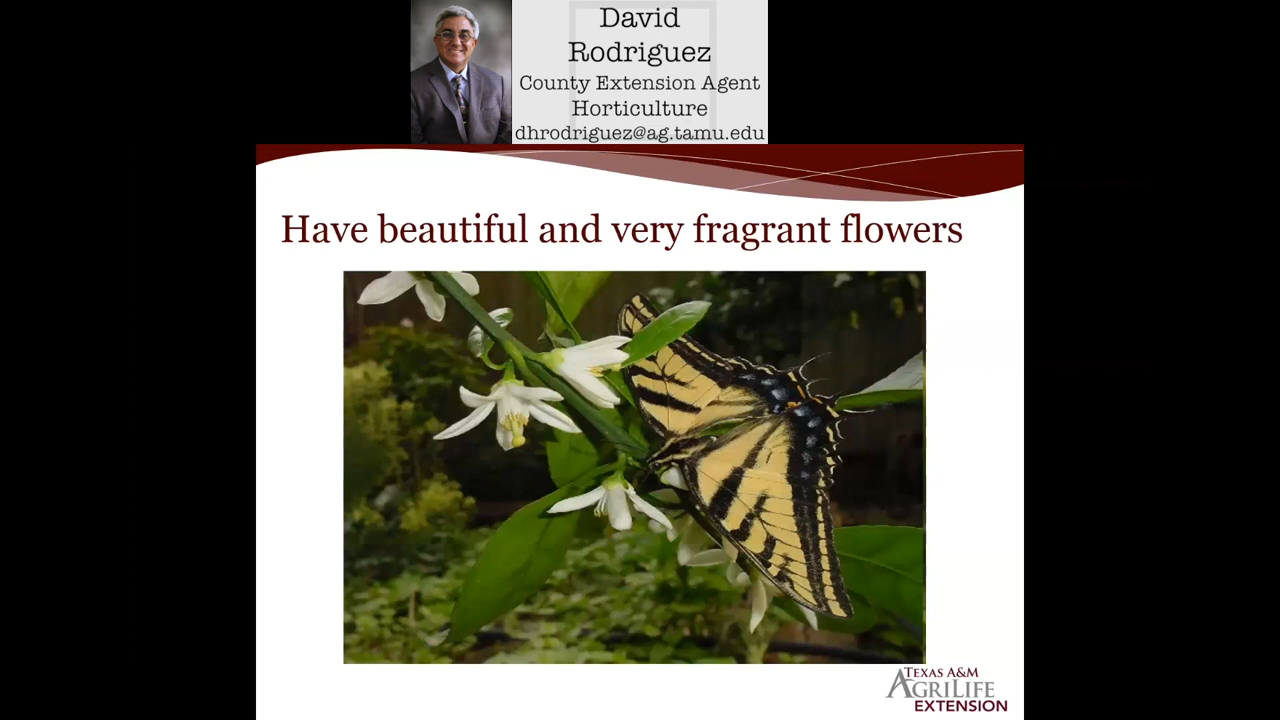 David
Rodriguez
County Extension Agent
Horticulture
dhrodriguez@ag.tamu.edu
Have beautiful and very fragrant flowers
TEXAS A&M
AGRILIFE
EXTENSION